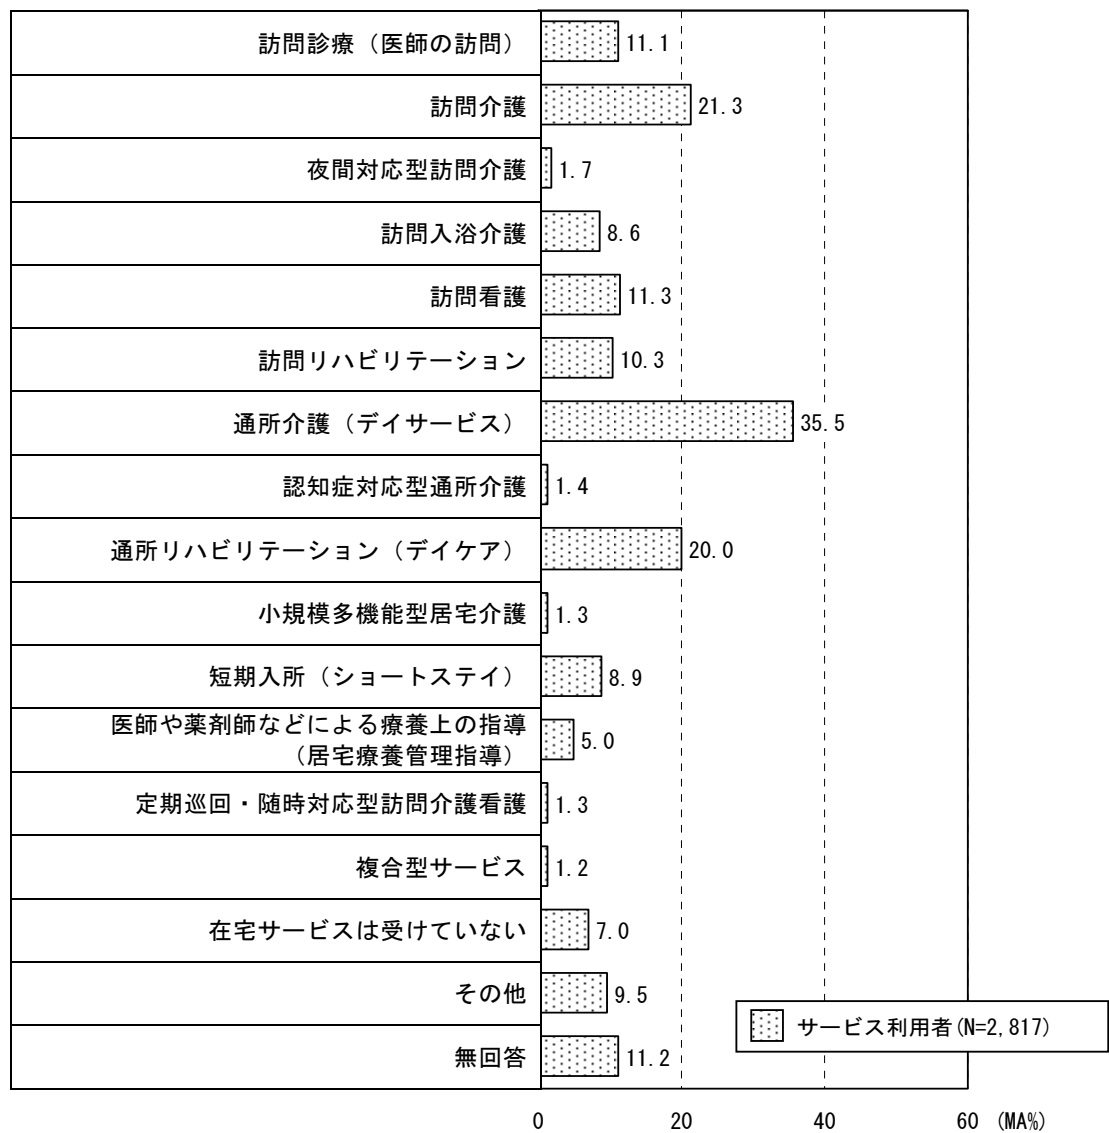 訪問診療（医師の訪問） 11.1
訪問介護 21.3
夜間対応型訪問介護 1.7
訪問入浴介護 8.6
訪問看護 11.3
訪問リハビリテーション 10.3
通所介護（デイサービス） 35.5
認知症対応型通所介護 1.4
通所リハビリテーション（デイケア） 20.0
小規模多機能型居宅介護 1.3
短期入所（ショートステイ） 8.9
医師や薬剤師などによる療養上の指導
（居宅療養管理指導） 5.0
定期巡回・随時対応型訪問介護看護 1.3
複合型サービス 1.2
在宅サービスは受けていない 7.0
その他 9.5
サービス利用者(N=2,817)
無回答 11.2
0 20 40 60 (MA%)